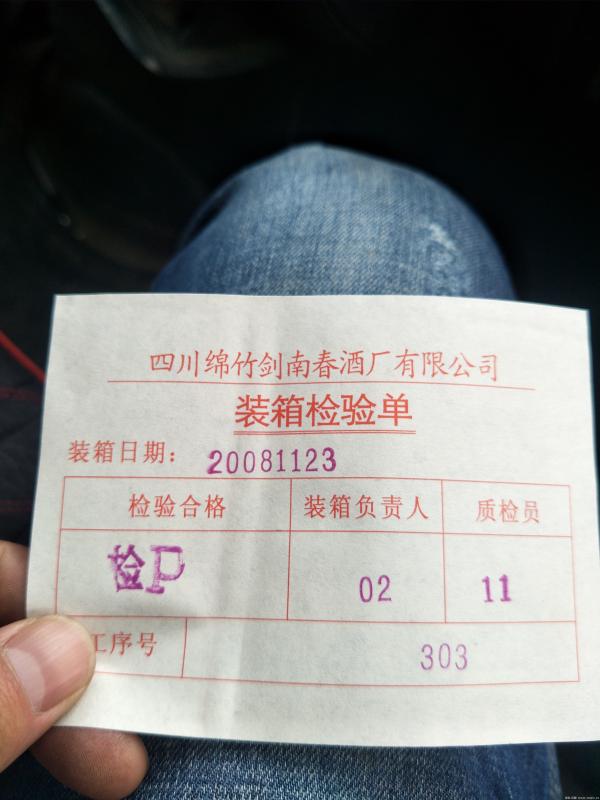 四川绵竹剑南春酒厂有限公司
装箱检验单
装箱日期: 20081123
检验合格 装箱负责人 质检员
检P 02 11
工序号 303